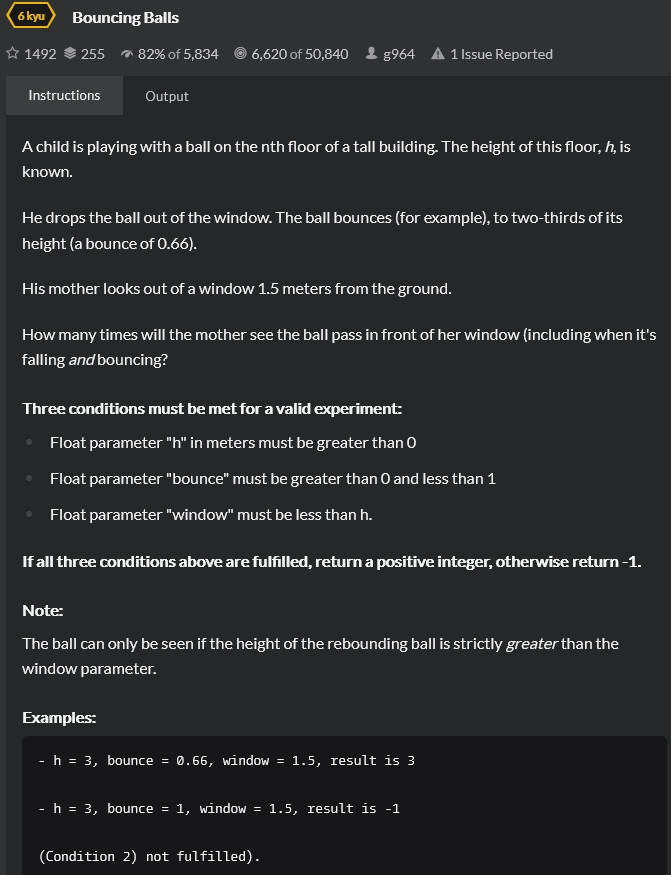 6 kyu Bouncing Balls
1492 255 82% of 5,834 6,620 of 50,840 g964 1 Issue Reported
Instructions Output
A child is playing with a ball on the nth floor of a tall building. The height of this floor, h, is
known.
He drops the ball out of the window. The ball bounces (for example), to two-thirds of its
height (a bounce of 0.66).
His mother looks out of a window 1.5 meters from the ground.
How many times will the mother see the ball pass in front of her window (including when it's
falling and bouncing?
Three conditions must be met for a valid experiment:
Float parameter "h" in meters must be greater than 0
Float parameter "bounce" must be greater than 0 and less than 1
Float parameter "window" must be less than h.
If all three conditions above are fulfilled, return a positive integer, otherwise return -1.
Note:
The ball can only be seen if the height of the rebounding ball is strictly greater than the
window parameter.
Examples:
- h = 3, bounce = 0.66, window = 1.5, result is 3
- h = 3, bounce = 1, window = 1.5, result is -1
(Condition 2) not fulfilled).